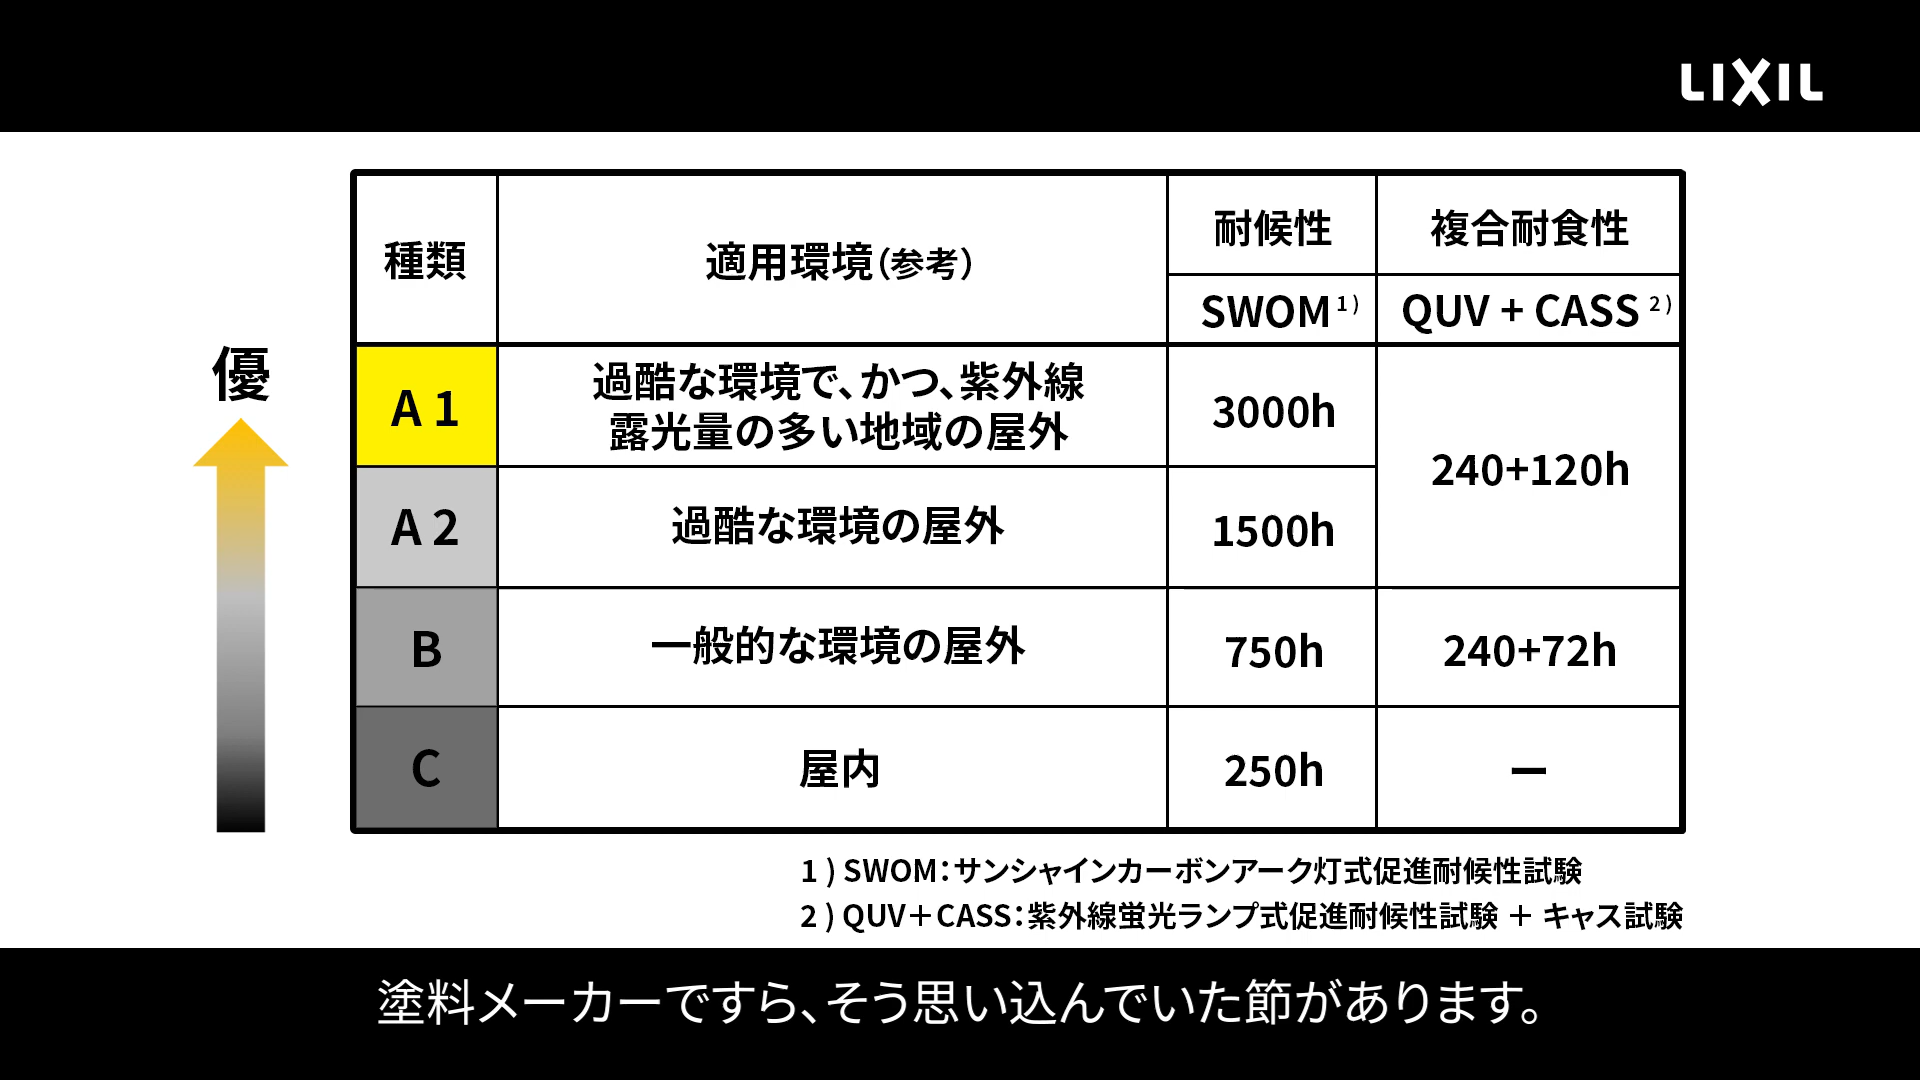 LIXIL
種類
適用環境(参考)
耐候性
複合耐食性
SWOM 1)
QUV + CASS 2)
優
A1
過酷な環境で、かつ、紫外線
露光量の多い地域の屋外
3000h
240+120h
A2
過酷な環境の屋外
1500h
B
一般的な環境の屋外
750h
240+72h
C
屋内
250h
ー
1) SWOM：サンシャインカーボンアーク灯式促進耐候性試験
2) QUV＋CASS：紫外線蛍光ランプ式促進耐候性試験 ＋ キャス試験
塗料メーカーですら、そう思い込んでいた節があります。